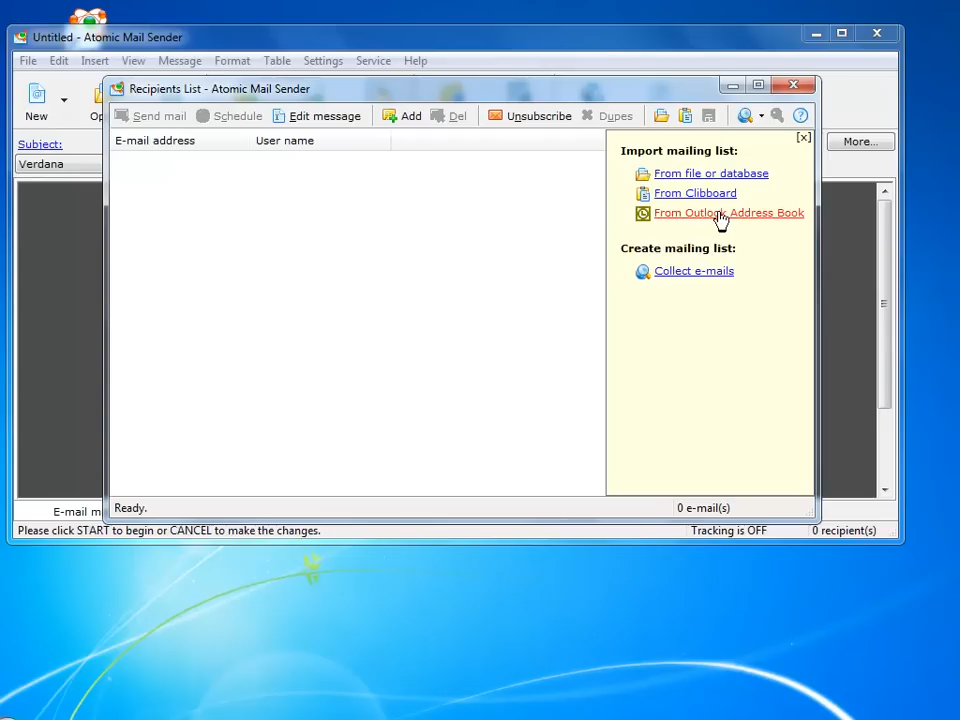 Untitled - Atomic Mail Sender
File Edit Insert View Message Format Table Settings Service Help
Recipients List - Atomic Mail Sender
New
Send mail Schedule Edit message Add Del Unsubscribe Dupes
Subject:
More...
E-mail address User name
Verdana
[x]
Import mailing list:
From file or database
From Clibboard
From Outlook Address Book
Create mailing list:
Collect e-mails
Ready. 0 e-mail(s)
E-mail
Please click START to begin or CANCEL to make the changes. Tracking is OFF 0 recipient(s)